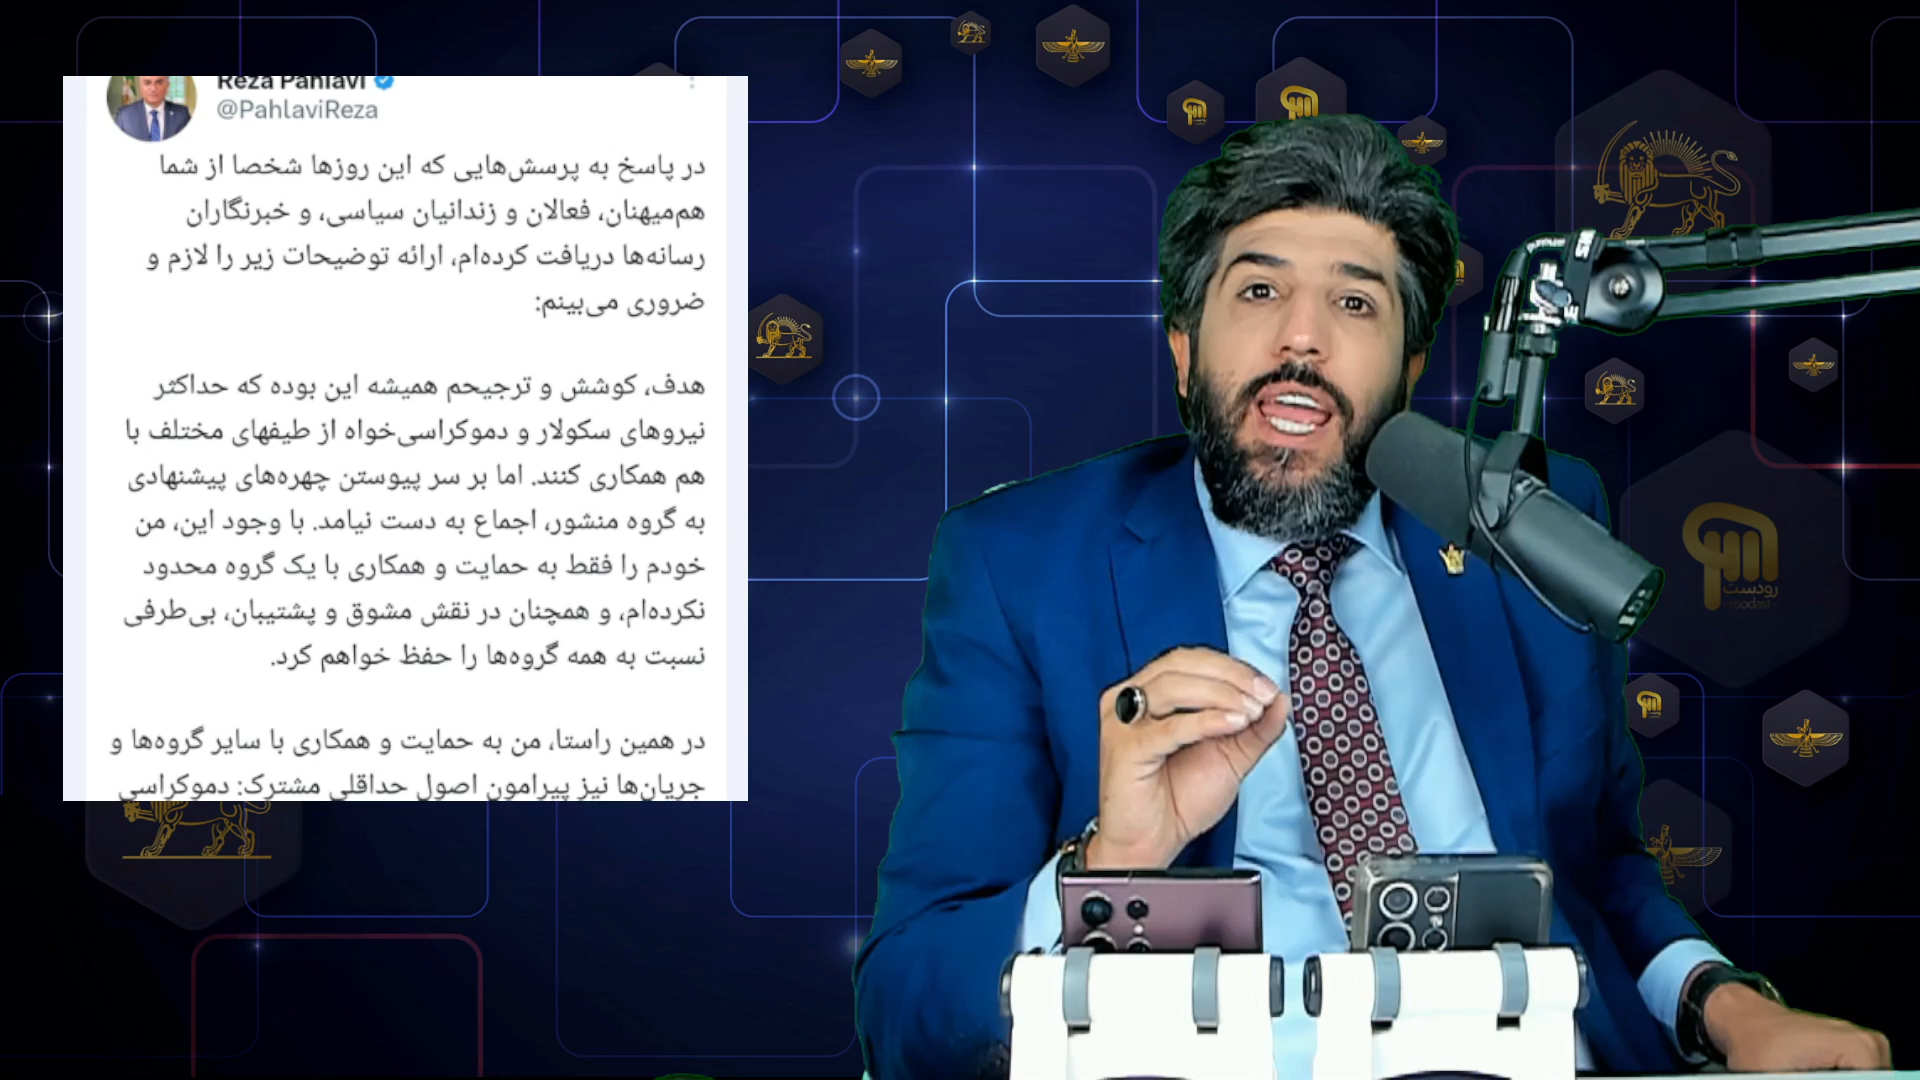 Reza Pahlavi
@PahlaviReza
در پاسخ به پرسش‌هایی که این روزها شخصا از شما
هم‌میهنان، فعالان و زندانیان سیاسی، و خبرنگاران
رسانه‌ها دریافت کرده‌ام، ارائه توضیحات زیر را لازم و
ضروری می‌بینم:
هدف، کوشش و ترجیحم همیشه این بوده که حداکثر
نیروهای سکولار و دموکراسی‌خواه از طیفهای مختلف با
هم همکاری کنند. اما بر سر پیوستن چهره‌های پیشنهادی
به گروه منشور، اجماع به دست نیامد. با وجود این، من
خودم را فقط به حمایت و همکاری با یک گروه محدود
نکرده‌ام، و همچنان در نقش مشوق و پشتیبان، بی‌طرفی
نسبت به همه گروه‌ها را حفظ خواهم کرد.
در همین راستا، من به حمایت و همکاری با سایر گروه‌ها و
جریان‌ها نیز پیرامون اصول حداقلی مشترک: دموکراسی
رودست
-roodast-